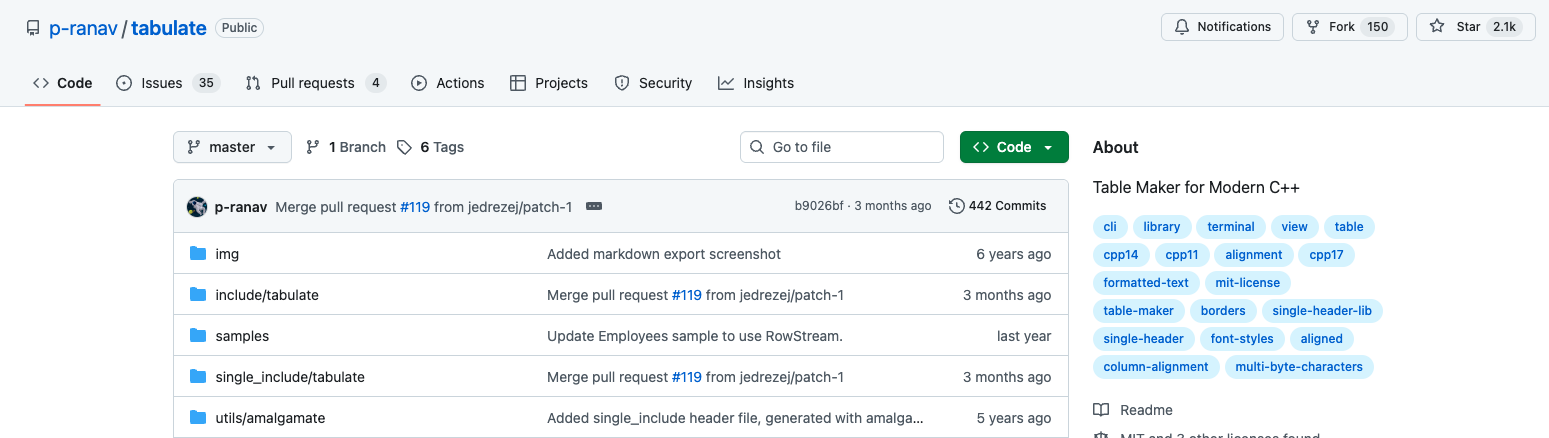 p-ranav / tabulate Public Notifications Fork 150 Star 2.1k
Code Issues 35 Pull requests 4 Actions Projects Security Insights
master 1 Branch 6 Tags Go to file Code
p-ranav Merge pull request #119 from jedrezej/patch-1 b9026bf · 3 months ago 442 Commits
img Added markdown export screenshot 6 years ago
include/tabulate Merge pull request #119 from jedrezej/patch-1 3 months ago
samples Update Employees sample to use RowStream. last year
single_include/tabulate Merge pull request #119 from jedrezej/patch-1 3 months ago
utils/amalgamate Added single_include header file, generated with amalga... 5 years ago
About
Table Maker for Modern C++
cli library terminal view table
cpp14 cpp11 alignment cpp17
formatted-text mit-license
table-maker borders single-header-lib
single-header font-styles aligned
column-alignment multi-byte-characters
Readme
MIT and 3 other licenses found